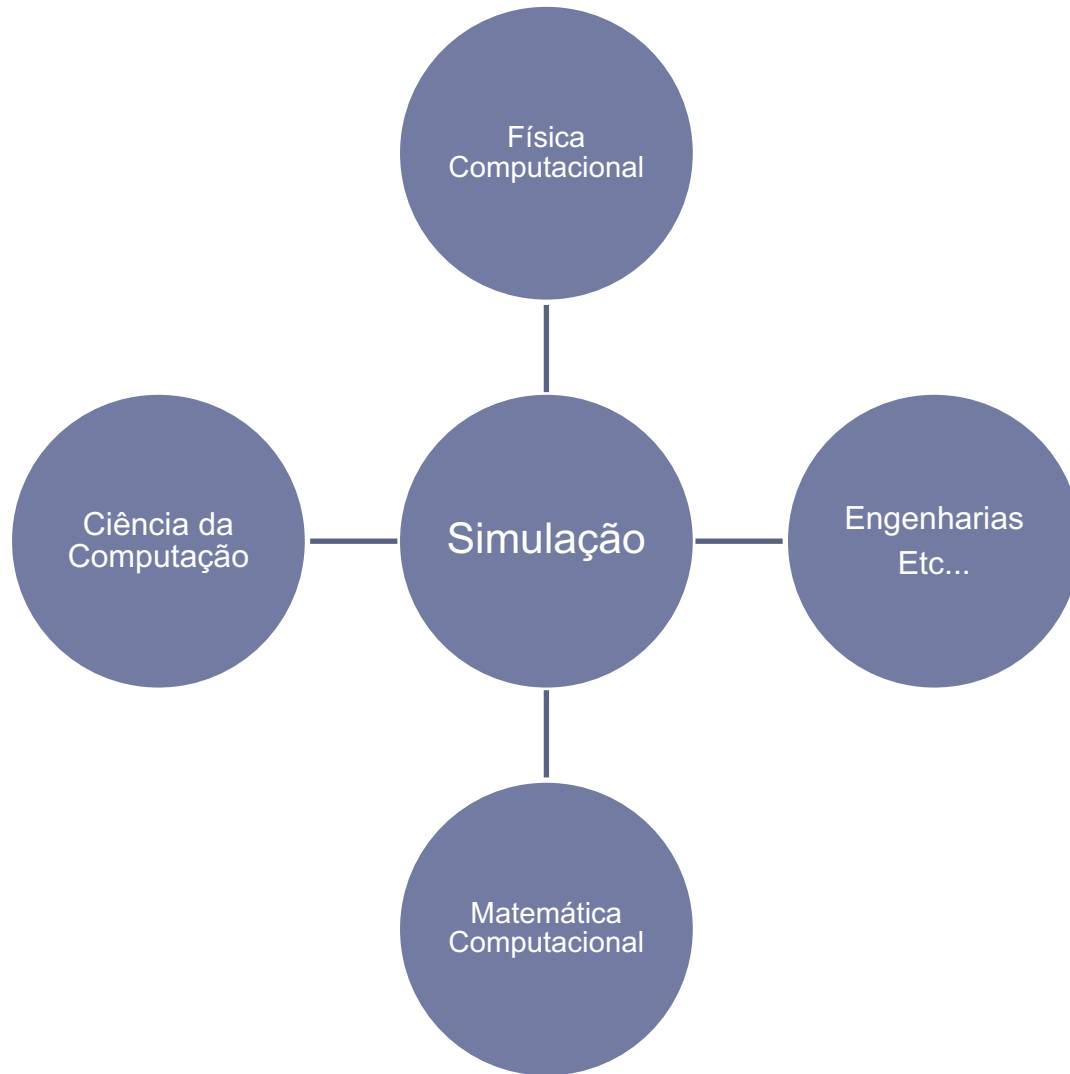 Física
Computacional
Ciência da
Computação
Simulação
Engenharias
Etc...
Matemática
Computacional